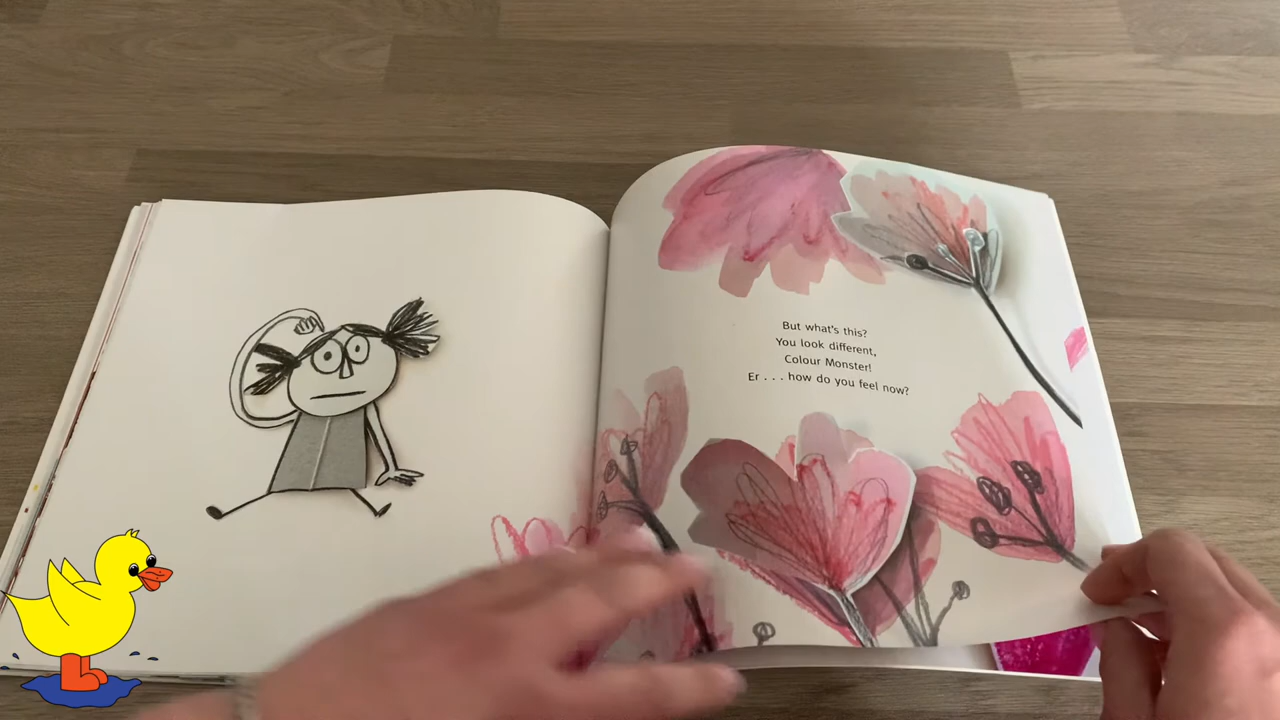 But what's this?
You look different,
Colour Monster!
Er . . . how do you feel now?